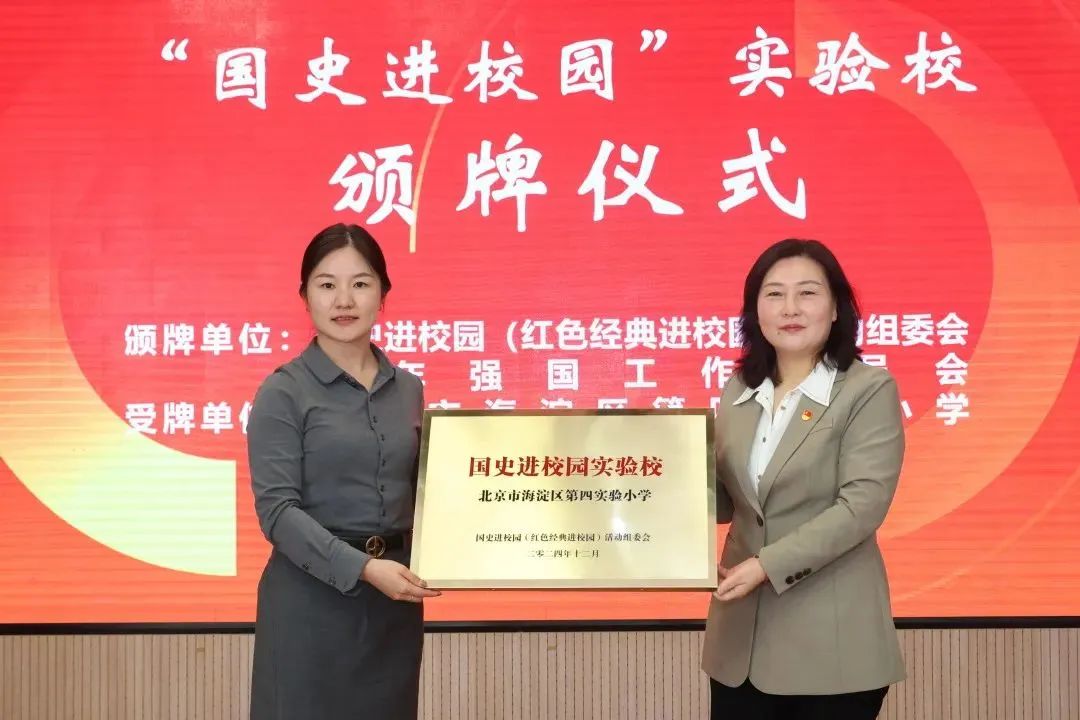 “国史进校园”实验校
颁牌仪式
颁牌单位：史进校园（红色经典进校园组委会
年强国工作会
受牌单位海淀区第小学
国史进校园实验校
北京市海淀区第四实验小学
国史进校园（红色经典进校园）活动组委会
二零二四年十二月